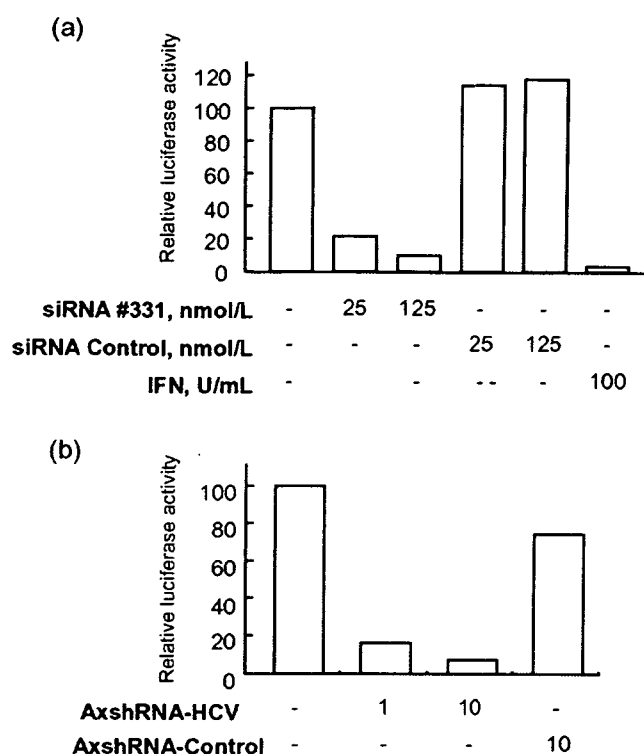 (a)
Relative luciferase activity
120
100
80
60
40
20
0
siRNA #331, nmol/L - 25 125 - - -
siRNA Control, nmol/L - - - 25 125 -
IFN, U/mL - - - -- - 100
(b)
Relative luciferase activity
100
80
60
40
20
0
AxshRNA-HCV - 1 10 -
AxshRNA-Control - - - 10